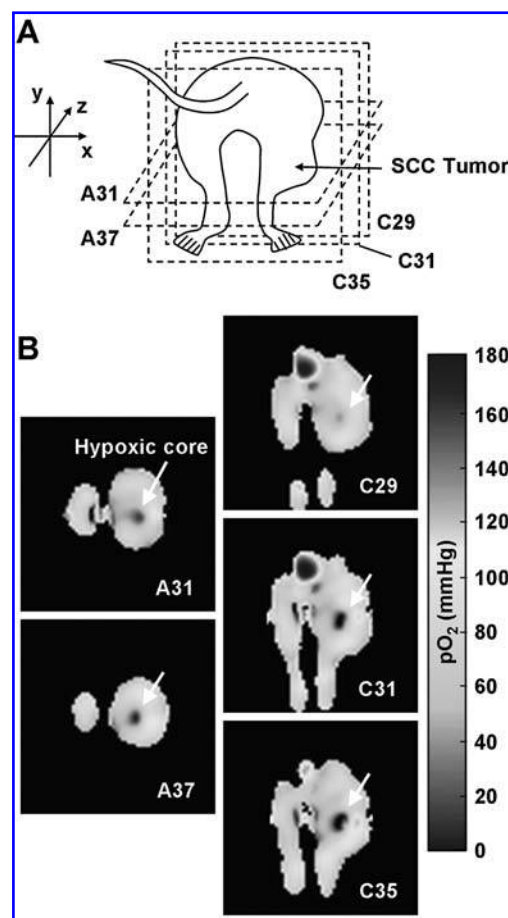 A
y
z
x
SCC Tumor
A31
A37
C29
C31
C35
B
Hypoxic core
A31
A37
C29
C31
C35
180
160
140
120
100
80
60
40
20
0
pO₂ (mmHg)